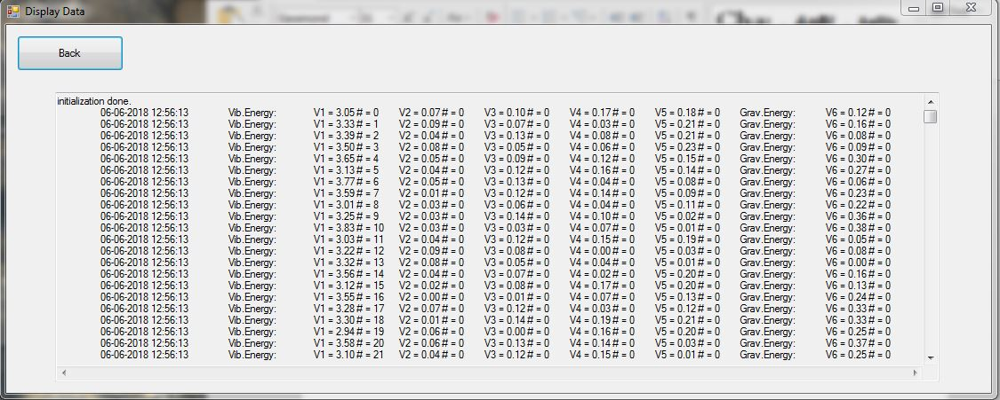 Display Data
Back
initialization done.
06-06-2018 12:56:13 Vib.Energy: V1 = 3.05 # = 0 V2 = 0.07 # = 0 V3 = 0.10 # = 0 V4 = 0.17 # = 0 V5 = 0.18 # = 0 Grav.Energy: V6 = 0.12 # = 0
06-06-2018 12:56:13 Vib.Energy: V1 = 3.33 # = 1 V2 = 0.09 # = 0 V3 = 0.07 # = 0 V4 = 0.03 # = 0 V5 = 0.21 # = 0 Grav.Energy: V6 = 0.16 # = 0
06-06-2018 12:56:13 Vib.Energy: V1 = 3.39 # = 2 V2 = 0.04 # = 0 V3 = 0.13 # = 0 V4 = 0.08 # = 0 V5 = 0.21 # = 0 Grav.Energy: V6 = 0.08 # = 0
06-06-2018 12:56:13 Vib.Energy: V1 = 3.50 # = 3 V2 = 0.08 # = 0 V3 = 0.05 # = 0 V4 = 0.06 # = 0 V5 = 0.23 # = 0 Grav.Energy: V6 = 0.09 # = 0
06-06-2018 12:56:13 Vib.Energy: V1 = 3.65 # = 4 V2 = 0.05 # = 0 V3 = 0.09 # = 0 V4 = 0.12 # = 0 V5 = 0.15 # = 0 Grav.Energy: V6 = 0.30 # = 0
06-06-2018 12:56:13 Vib.Energy: V1 = 3.13 # = 5 V2 = 0.04 # = 0 V3 = 0.12 # = 0 V4 = 0.16 # = 0 V5 = 0.14 # = 0 Grav.Energy: V6 = 0.27 # = 0
06-06-2018 12:56:13 Vib.Energy: V1 = 3.77 # = 6 V2 = 0.05 # = 0 V3 = 0.13 # = 0 V4 = 0.04 # = 0 V5 = 0.08 # = 0 Grav.Energy: V6 = 0.06 # = 0
06-06-2018 12:56:13 Vib.Energy: V1 = 3.59 # = 7 V2 = 0.01 # = 0 V3 = 0.12 # = 0 V4 = 0.14 # = 0 V5 = 0.09 # = 0 Grav.Energy: V6 = 0.23 # = 0
06-06-2018 12:56:13 Vib.Energy: V1 = 3.01 # = 8 V2 = 0.03 # = 0 V3 = 0.06 # = 0 V4 = 0.04 # = 0 V5 = 0.11 # = 0 Grav.Energy: V6 = 0.22 # = 0
06-06-2018 12:56:13 Vib.Energy: V1 = 3.25 # = 9 V2 = 0.03 # = 0 V3 = 0.14 # = 0 V4 = 0.10 # = 0 V5 = 0.02 # = 0 Grav.Energy: V6 = 0.36 # = 0
06-06-2018 12:56:13 Vib.Energy: V1 = 3.83 # = 10 V2 = 0.03 # = 0 V3 = 0.03 # = 0 V4 = 0.07 # = 0 V5 = 0.01 # = 0 Grav.Energy: V6 = 0.38 # = 0
06-06-2018 12:56:13 Vib.Energy: V1 = 3.03 # = 11 V2 = 0.04 # = 0 V3 = 0.12 # = 0 V4 = 0.15 # = 0 V5 = 0.19 # = 0 Grav.Energy: V6 = 0.05 # = 0
06-06-2018 12:56:13 Vib.Energy: V1 = 3.22 # = 12 V2 = 0.09 # = 0 V3 = 0.08 # = 0 V4 = 0.00 # = 0 V5 = 0.03 # = 0 Grav.Energy: V6 = 0.08 # = 0
06-06-2018 12:56:13 Vib.Energy: V1 = 3.32 # = 13 V2 = 0.08 # = 0 V3 = 0.05 # = 0 V4 = 0.04 # = 0 V5 = 0.01 # = 0 Grav.Energy: V6 = 0.00 # = 0
06-06-2018 12:56:13 Vib.Energy: V1 = 3.56 # = 14 V2 = 0.04 # = 0 V3 = 0.07 # = 0 V4 = 0.02 # = 0 V5 = 0.20 # = 0 Grav.Energy: V6 = 0.16 # = 0
06-06-2018 12:56:13 Vib.Energy: V1 = 3.12 # = 15 V2 = 0.02 # = 0 V3 = 0.08 # = 0 V4 = 0.17 # = 0 V5 = 0.20 # = 0 Grav.Energy: V6 = 0.13 # = 0
06-06-2018 12:56:13 Vib.Energy: V1 = 3.55 # = 16 V2 = 0.00 # = 0 V3 = 0.01 # = 0 V4 = 0.07 # = 0 V5 = 0.13 # = 0 Grav.Energy: V6 = 0.24 # = 0
06-06-2018 12:56:13 Vib.Energy: V1 = 3.28 # = 17 V2 = 0.07 # = 0 V3 = 0.12 # = 0 V4 = 0.03 # = 0 V5 = 0.12 # = 0 Grav.Energy: V6 = 0.33 # = 0
06-06-2018 12:56:13 Vib.Energy: V1 = 3.30 # = 18 V2 = 0.01 # = 0 V3 = 0.14 # = 0 V4 = 0.19 # = 0 V5 = 0.21 # = 0 Grav.Energy: V6 = 0.33 # = 0
06-06-2018 12:56:13 Vib.Energy: V1 = 2.94 # = 19 V2 = 0.06 # = 0 V3 = 0.00 # = 0 V4 = 0.16 # = 0 V5 = 0.20 # = 0 Grav.Energy: V6 = 0.25 # = 0
06-06-2018 12:56:13 Vib.Energy: V1 = 3.58 # = 20 V2 = 0.06 # = 0 V3 = 0.13 # = 0 V4 = 0.14 # = 0 V5 = 0.03 # = 0 Grav.Energy: V6 = 0.37 # = 0
06-06-2018 12:56:13 Vib.Energy: V1 = 3.10 # = 21 V2 = 0.04 # = 0 V3 = 0.12 # = 0 V4 = 0.15 # = 0 V5 = 0.01 # = 0 Grav.Energy: V6 = 0.25 # = 0